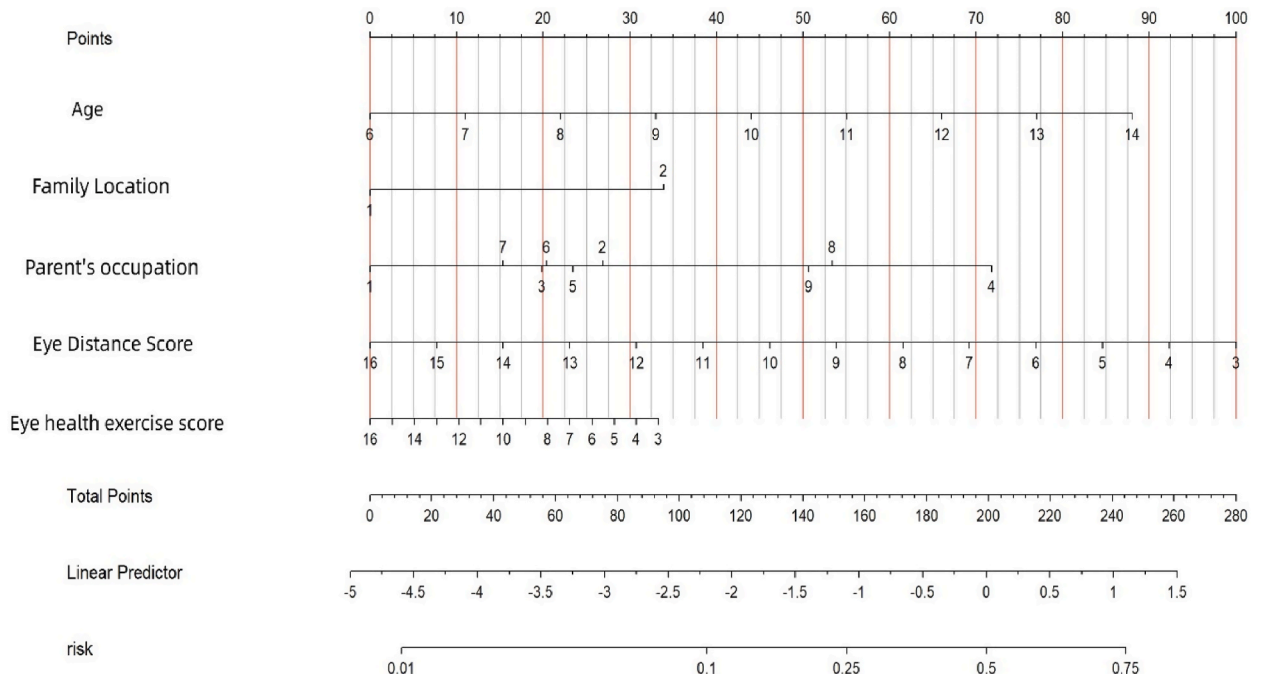 0 10 20 30 40 50 60 70 80 90 100
Points
Age
6 7 8 9 10 11 12 13 14
2
Family Location
1
7 6 2 8
Parent's occupation
1 3 5 9 4
Eye Distance Score
16 15 14 13 12 11 10 9 8 7 6 5 4 3
Eye health exercise score
16 14 12 10 8 7 6 5 4 3
Total Points
0 20 40 60 80 100 120 140 160 180 200 220 240 260 280
Linear Predictor
-5 -4.5 -4 -3.5 -3 -2.5 -2 -1.5 -1 -0.5 0 0.5 1 1.5
risk
0.01 0.1 0.25 0.5 0.75